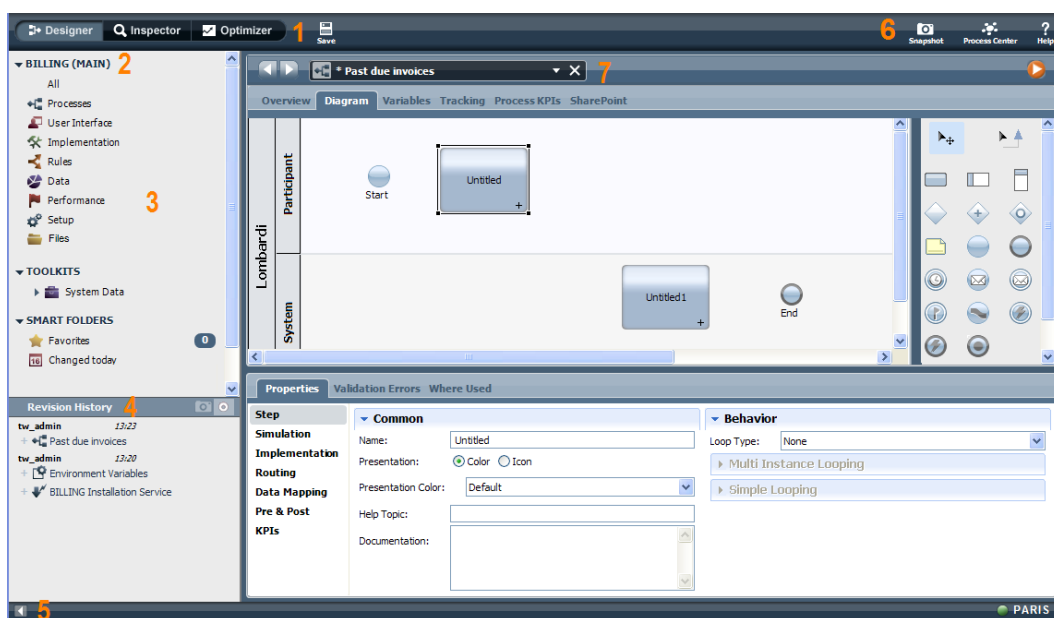 Designer Inspector Optimizer 1 Save 6 Snapshot Process Center Help
BILLING (MAIN) 2
All
Processes
User Interface
Implementation
Rules
Data
Performance
3
Setup
Files
TOOLKITS
System Data
SMART FOLDERS
Favorites 0
16 Changed today
Revision History 4
tw_admin 13:23
Past due invoices
tw_admin 13:20
Environment Variables
BILLING Installation Service
5
* Past due invoices 7
Overview Diagram Variables Tracking Process KPIs SharePoint
Lombardi
Participant
Start
Untitled
+
System
Untitled1
+
End
Properties Validation Errors Where Used
Step
Simulation
Implementation
Routing
Data Mapping
Pre & Post
KPIs
Common
Name: Untitled
Presentation: Color Icon
Presentation Color: Default
Help Topic:
Documentation:
Behavior
Loop Type: None
Multi Instance Looping
Simple Looping
PARIS